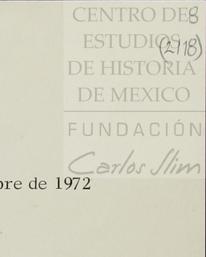 CENTRO DE
ESTUDIOS
(2118)
DE HISTORIA
DE MEXICO
FUNDACIÓN
Carlos Slim
bre de 1972